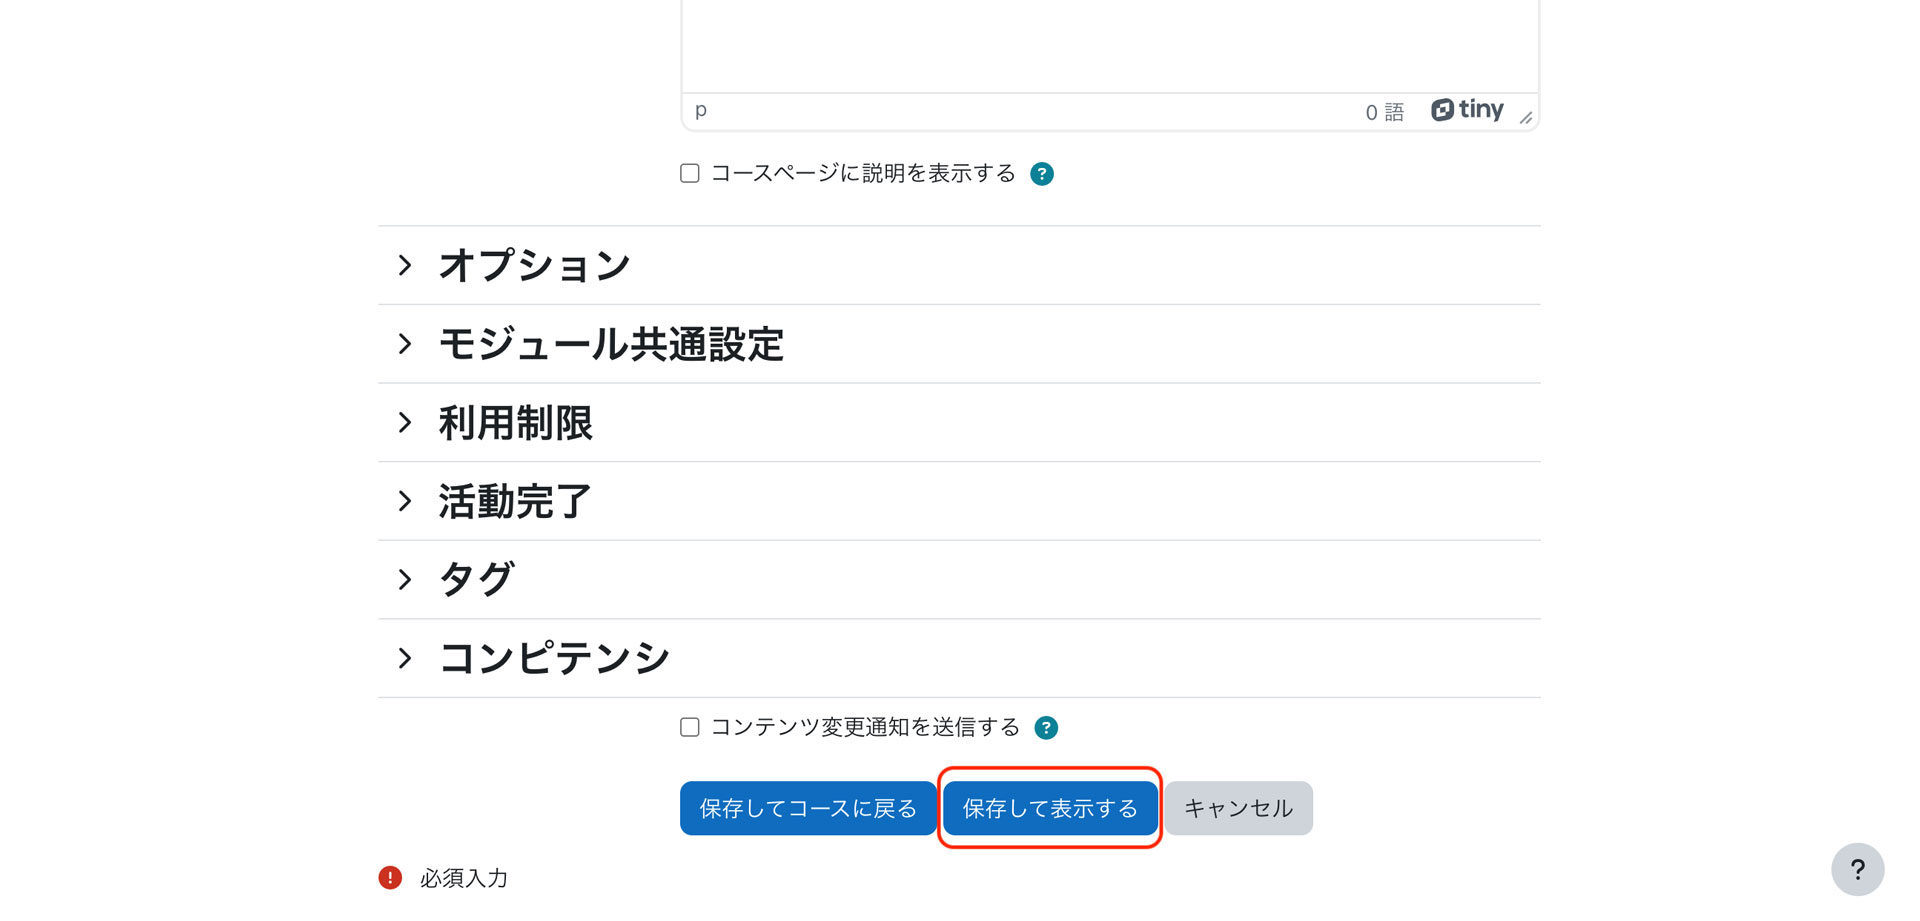 p
0 語 tiny
コースページに説明を表示する ?
オプション
モジュール共通設定
利用制限
活動完了
タグ
コンピテンシ
コンテンツ変更通知を送信する ?
保存してコースに戻る 保存して表示する キャンセル
! 必須入力
?